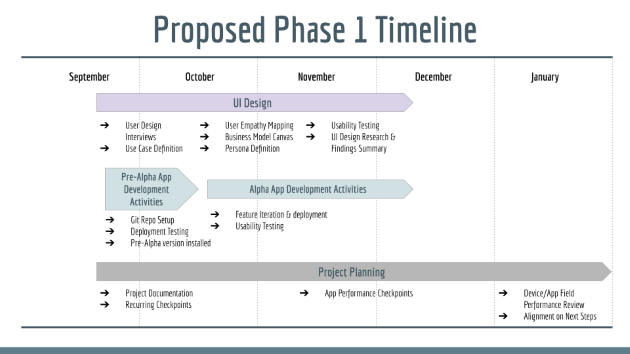 Proposed Phase 1 Timeline
September October November December January
UI Design
➔ User Design Interviews
➔ Use Case Definition
➔ User Empathy Mapping
➔ Business Model Canvas
➔ Persona Definition
➔ Usability Testing
➔ UI Design Research &
Findings Summary
Pre-Alpha App
Development
Activities
Alpha App Development Activities
➔ Git Repo Setup
➔ Deployment Testing
➔ Pre-Alpha version installed
➔ Feature Iteration & deployment
➔ Usability Testing
Project Planning
➔ Project Documentation
➔ Recurring Checkpoints
➔ App Performance Checkpoints
➔ Device/App Field
Performance Review
➔ Alignment on Next Steps